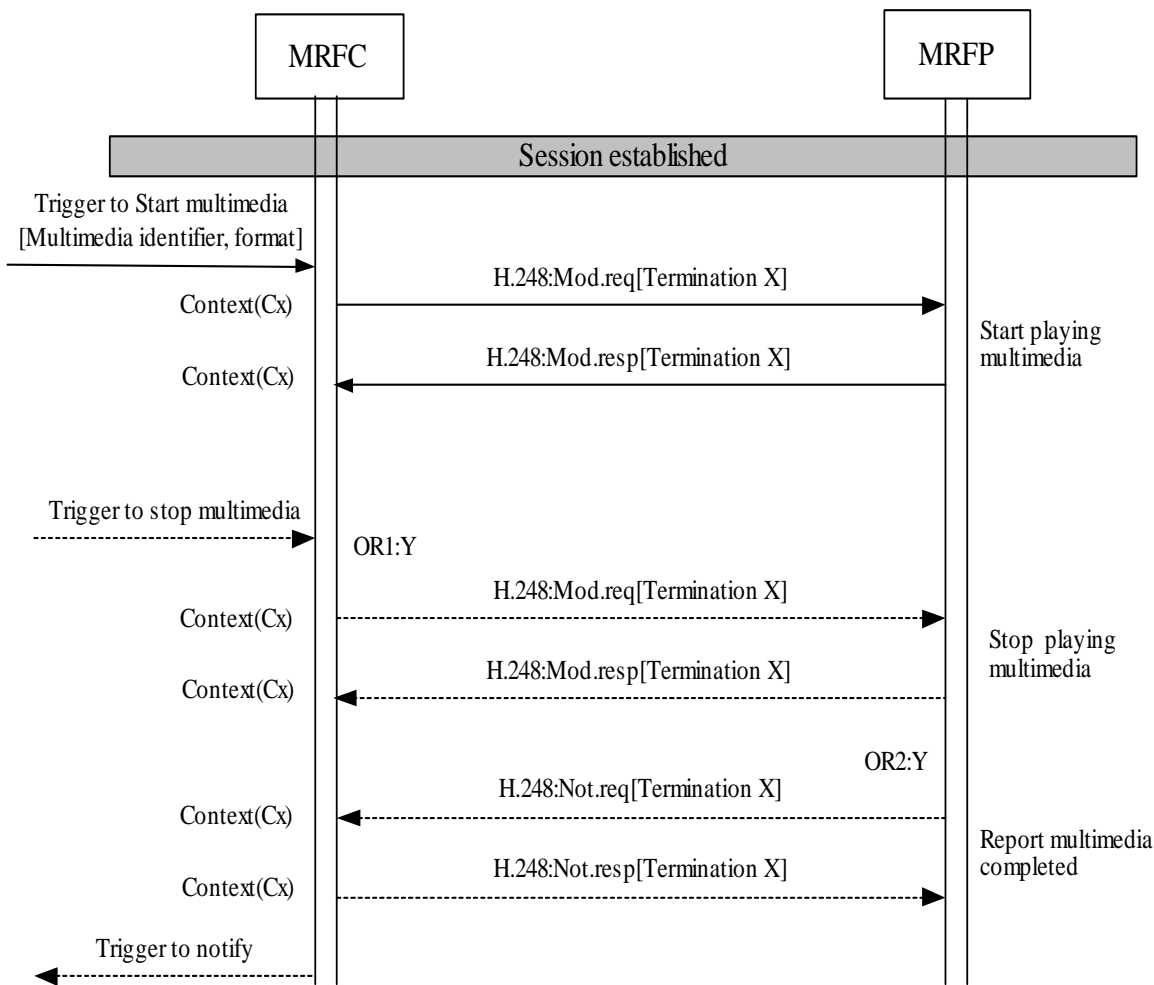 MRFC
MRFP
Session established
Trigger to Start multimedia
[Multimedia identifier, format]
H.248:Mod.req[Termination X]
Context(Cx)
Start playing
multimedia
H.248:Mod.resp[Termination X]
Context(Cx)
Trigger to stop multimedia
OR1:Y
H.248:Mod.req[Termination X]
Context(Cx)
Stop playing
multimedia
H.248:Mod.resp[Termination X]
Context(Cx)
OR2:Y
H.248:Not.req[Termination X]
Context(Cx)
Report multimedia
completed
H.248:Not.resp[Termination X]
Context(Cx)
Trigger to notify